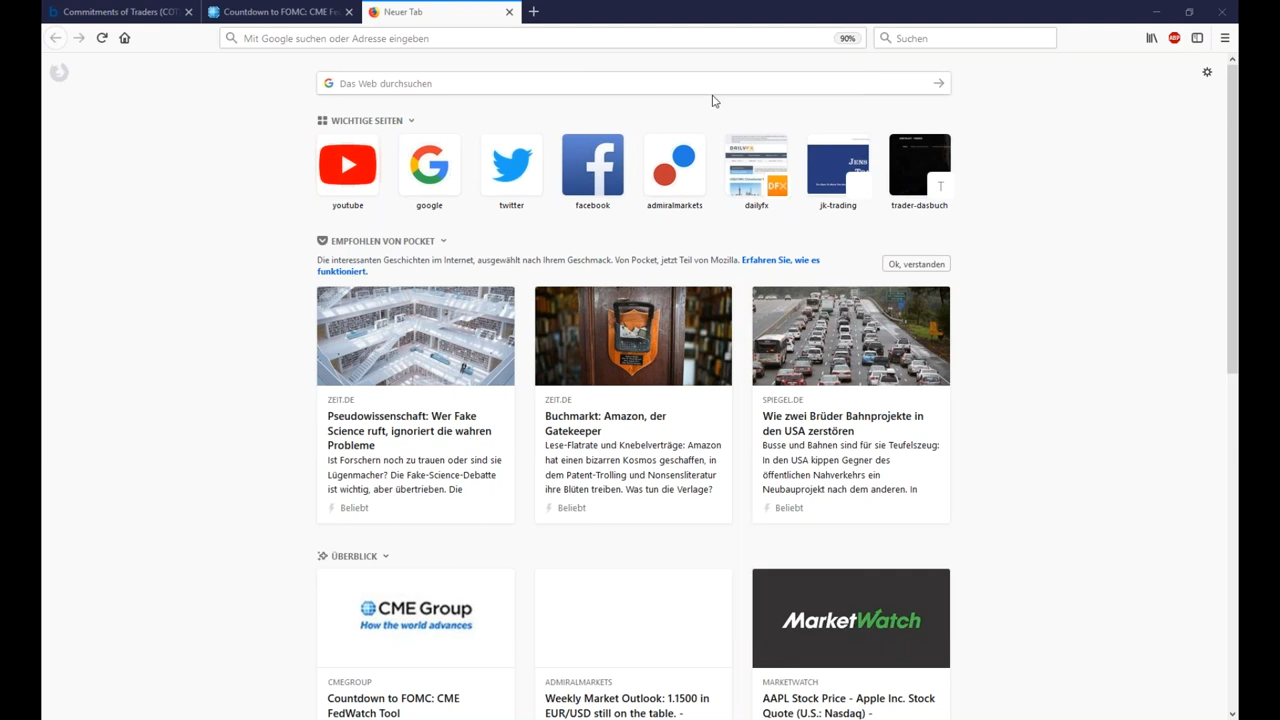 Commitments of Traders (COT
Countdown to FOMC: CME Fe
Neuer Tab
Mit Google suchen oder Adresse eingeben
90%
Suchen
ABP
Das Web durchsuchen
WICHTIGE SEITEN
DAILYFX
DFX
JENS
TRA
T
youtube
google
twitter
facebook
admiralmarkets
dailyfx
jk-trading
trader-dasbuch
EMPFOHLEN VON POCKET
Die interessanten Geschichten im Internet, ausgewählt nach Ihrem Geschmack. Von Pocket, jetzt Teil von Mozilla. Erfahren Sie, wie es
funktioniert.
Ok, verstanden
ZEIT.DE
Pseudowissenschaft: Wer Fake
Science ruft, ignoriert die wahren
Probleme
Ist Forschern noch zu trauen oder sind sie
Lügenmacher? Die Fake-Science-Debatte
ist wichtig, aber übertrieben. Die
Beliebt
ZEIT.DE
Buchmarkt: Amazon, der
Gatekeeper
Lese-Flatrate und Knebelverträge: Amazon
hat einen bizarren Kosmos geschaffen, in
dem Patent-Trolling und Nonsensliteratur
ihre Blüten treiben. Was tun die Verlage?
Beliebt
SPIEGEL.DE
Wie zwei Brüder Bahnprojekte in
den USA zerstören
Busse und Bahnen sind für sie Teufelszeug:
In den USA kippen Gegner des
öffentlichen Nahverkehrs ein
Neubauprojekt nach dem anderen. In
Beliebt
ÜBERBLICK
CME Group
How the world advances
CMEGROUP
Countdown to FOMC: CME
FedWatch Tool
ADMIRALMARKETS
Weekly Market Outlook: 1.1500 in
EUR/USD still on the table. -
MarketWatch
MARKETWATCH
AAPL Stock Price - Apple Inc. Stock
Quote (U.S.: Nasdaq) -